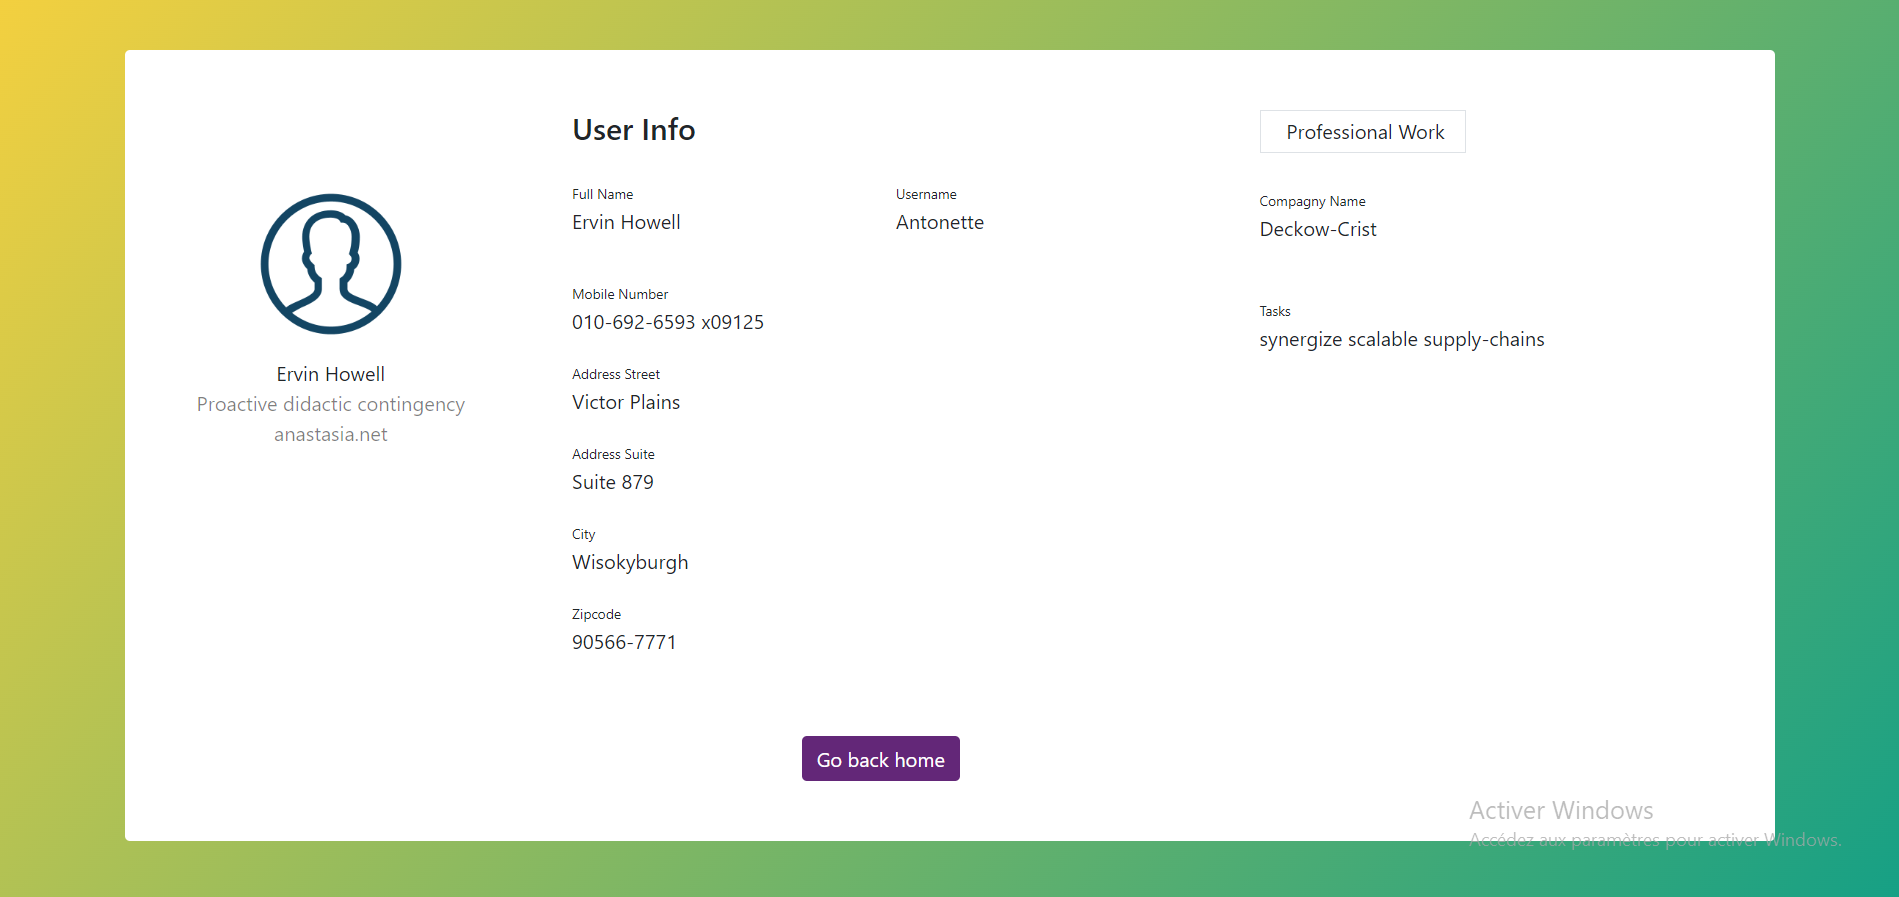 Ervin Howell
Proactive didactic contingency
anastasia.net
User Info
Full Name
Ervin Howell
Username
Antonette
Mobile Number
010-692-6593 x09125
Address Street
Victor Plains
Address Suite
Suite 879
City
Wisokyburgh
Zipcode
90566-7771
Professional Work
Compagny Name
Deckow-Crist
Tasks
synergize scalable supply-chains
Go back home
Activer Windows
Accédez aux paramètres pour activer Windows.